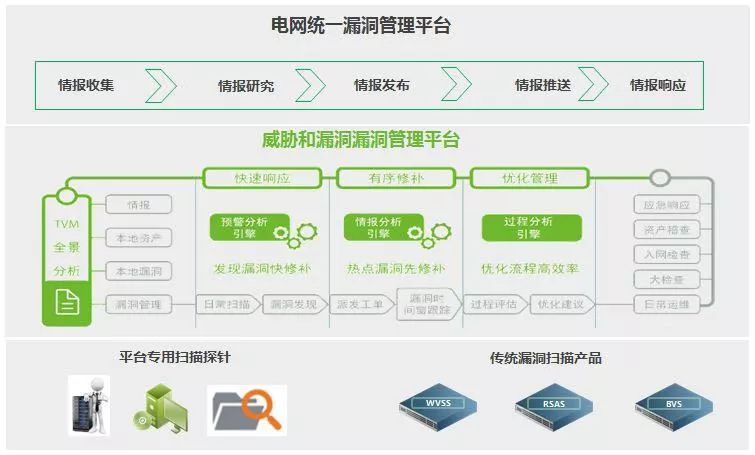 电网统一漏洞管理平台
情报收集
情报研究
情报发布
情报推送
情报响应
威胁和漏洞漏洞管理平台
快速响应
有序修补
优化管理
TVM
全景
分析
情报
本地资产
本地漏洞
漏洞管理
预警分析
引擎
发现漏洞快修补
日常扫描
漏洞发现
情报分析
引擎
热点漏洞先修补
派发工单
漏洞时
间窗跟踪
过程分析
引擎
优化流程高效率
过程评估
优化建议
应急响应
资产稽查
入网检查
大检查
日常运维
平台专用扫描探针
传统漏洞扫描产品
WVSS
RSAS
BVS